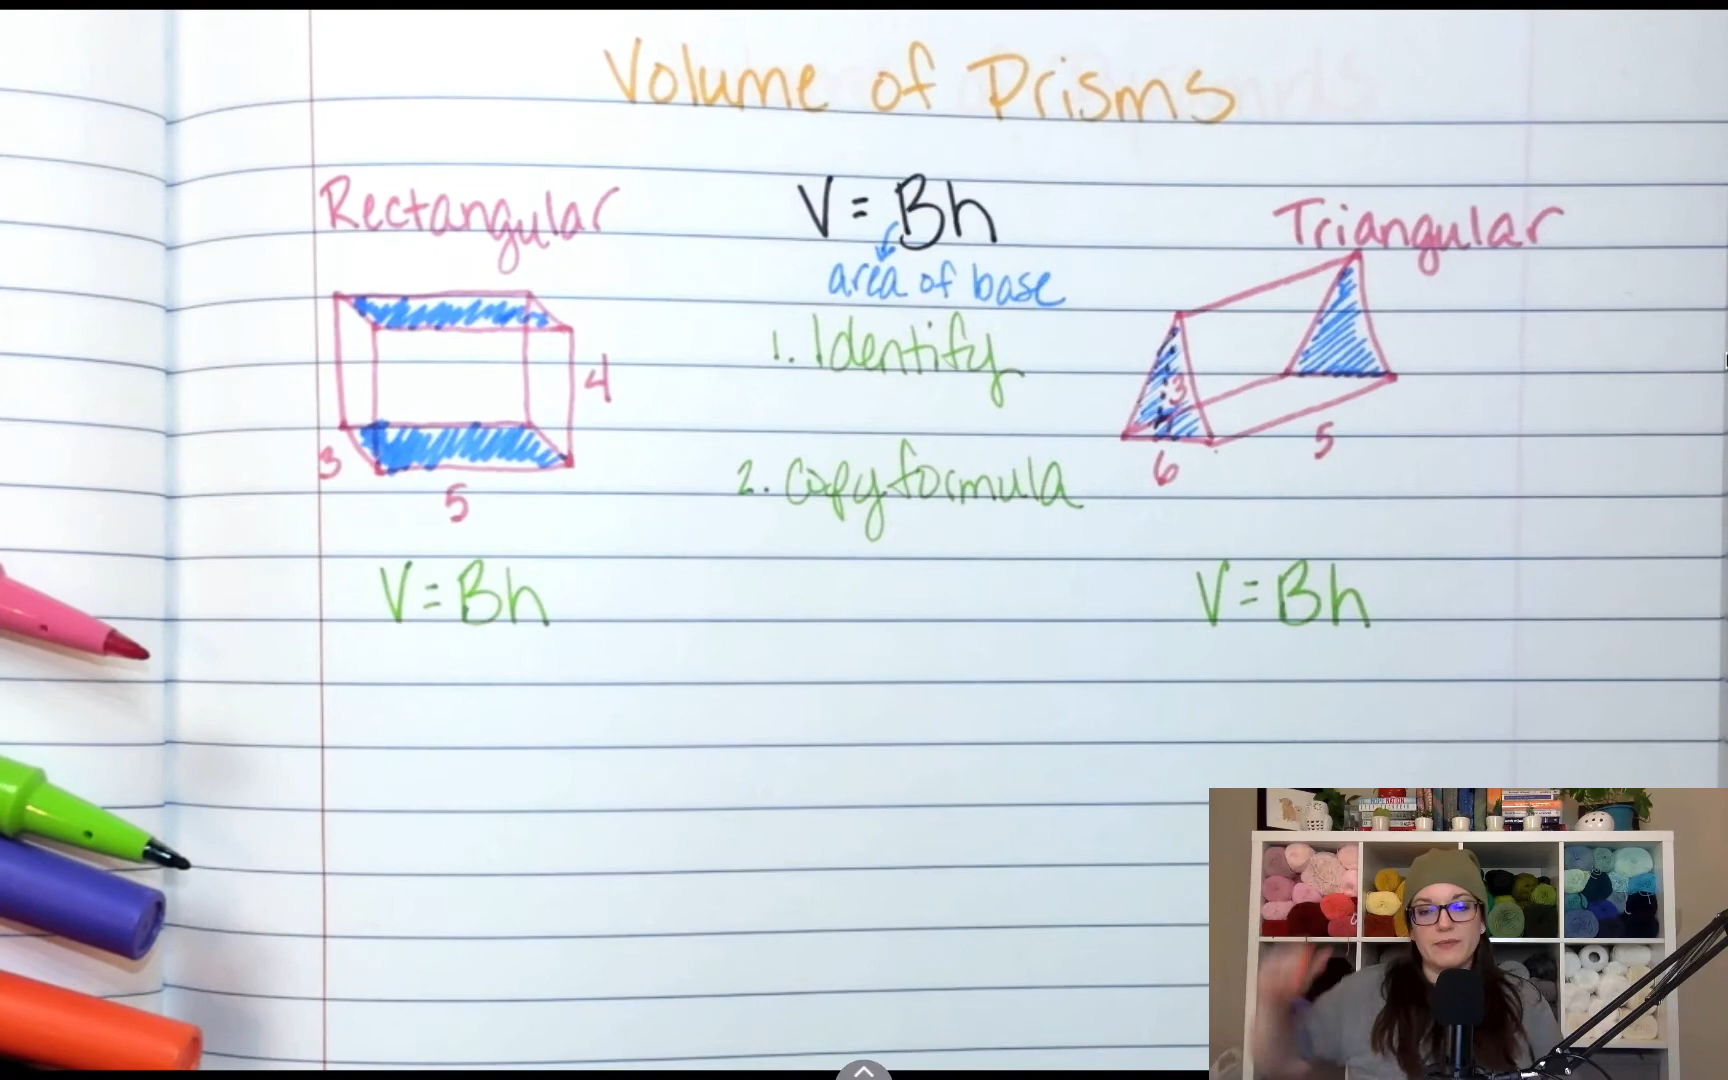 Volume of Prisms
Rectangular
V = Bh
Triangular
area of base
1. Identify
4
3
3
5
5
6
2. copy formula
V = Bh
V = Bh